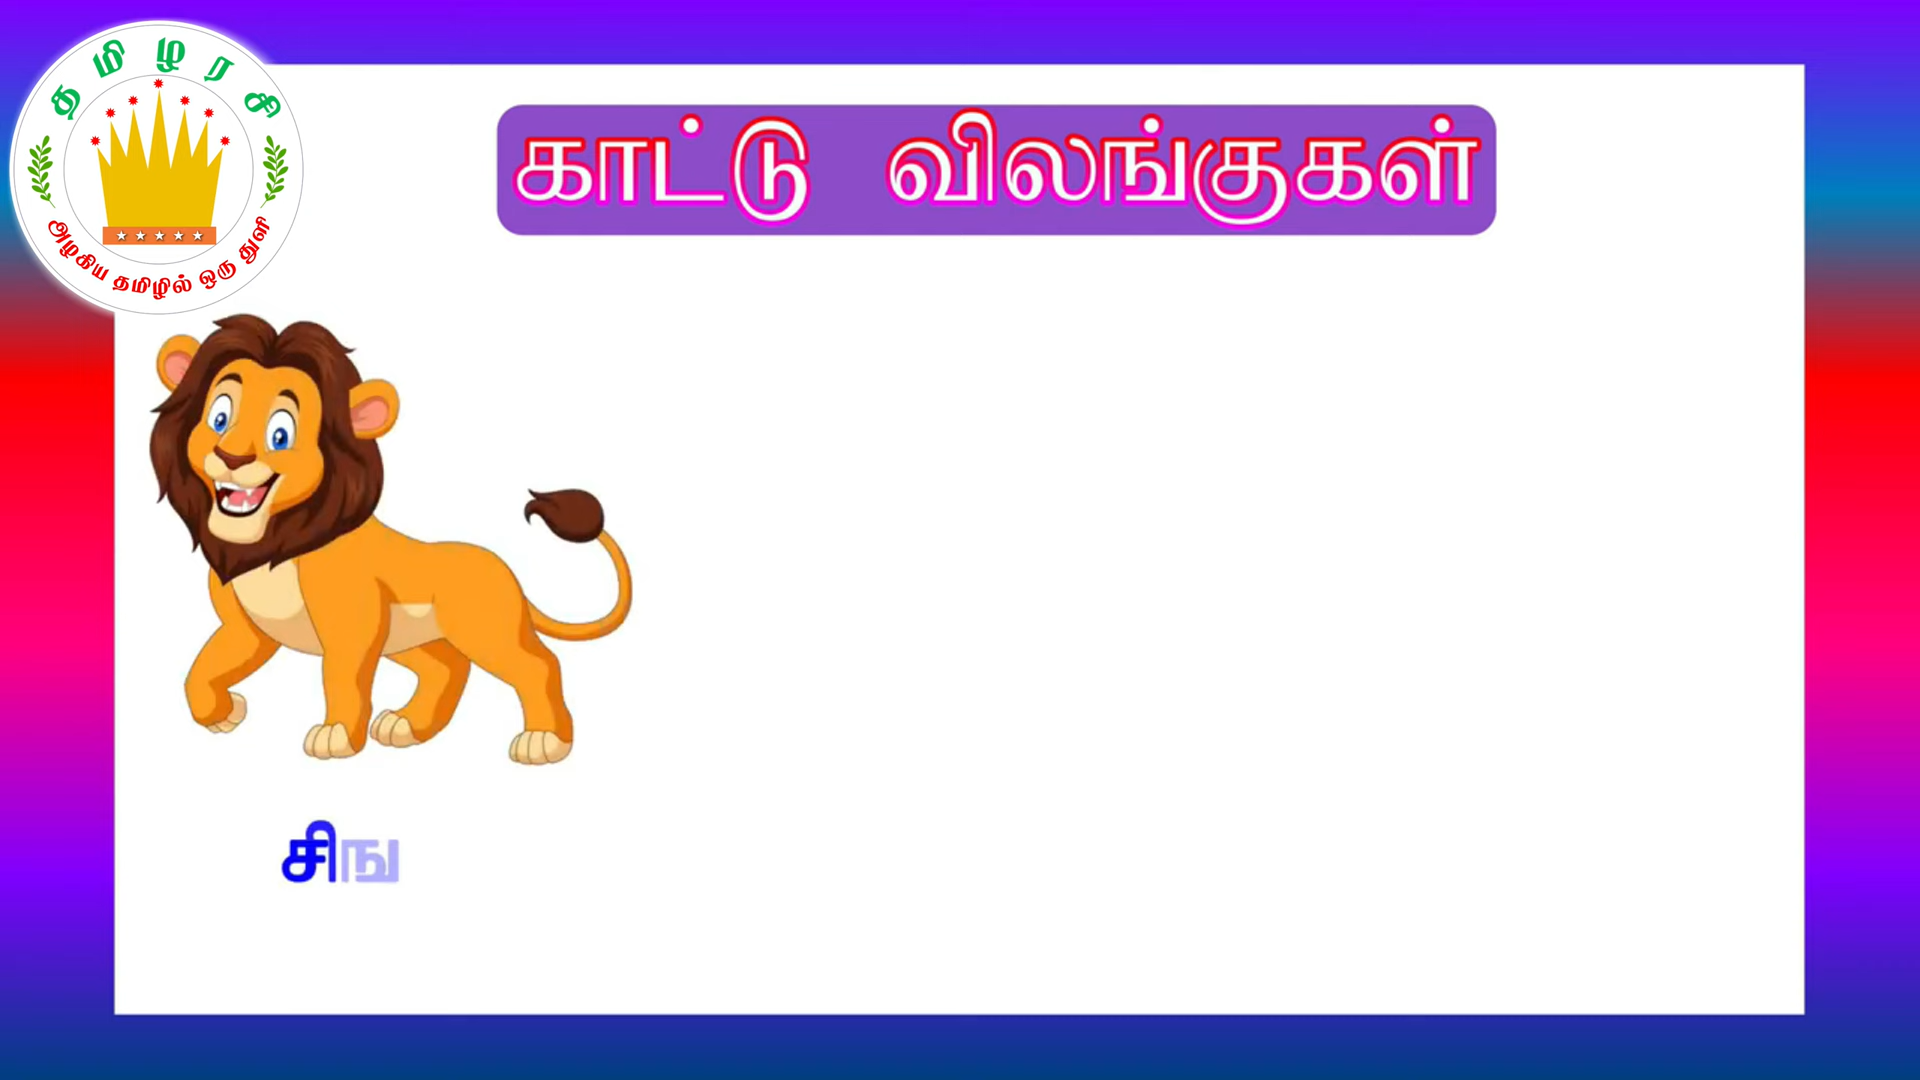 தமிழரசி
அழகிய தமிழில் ஒரு துளி
காட்டு விலங்குகள்
சிங